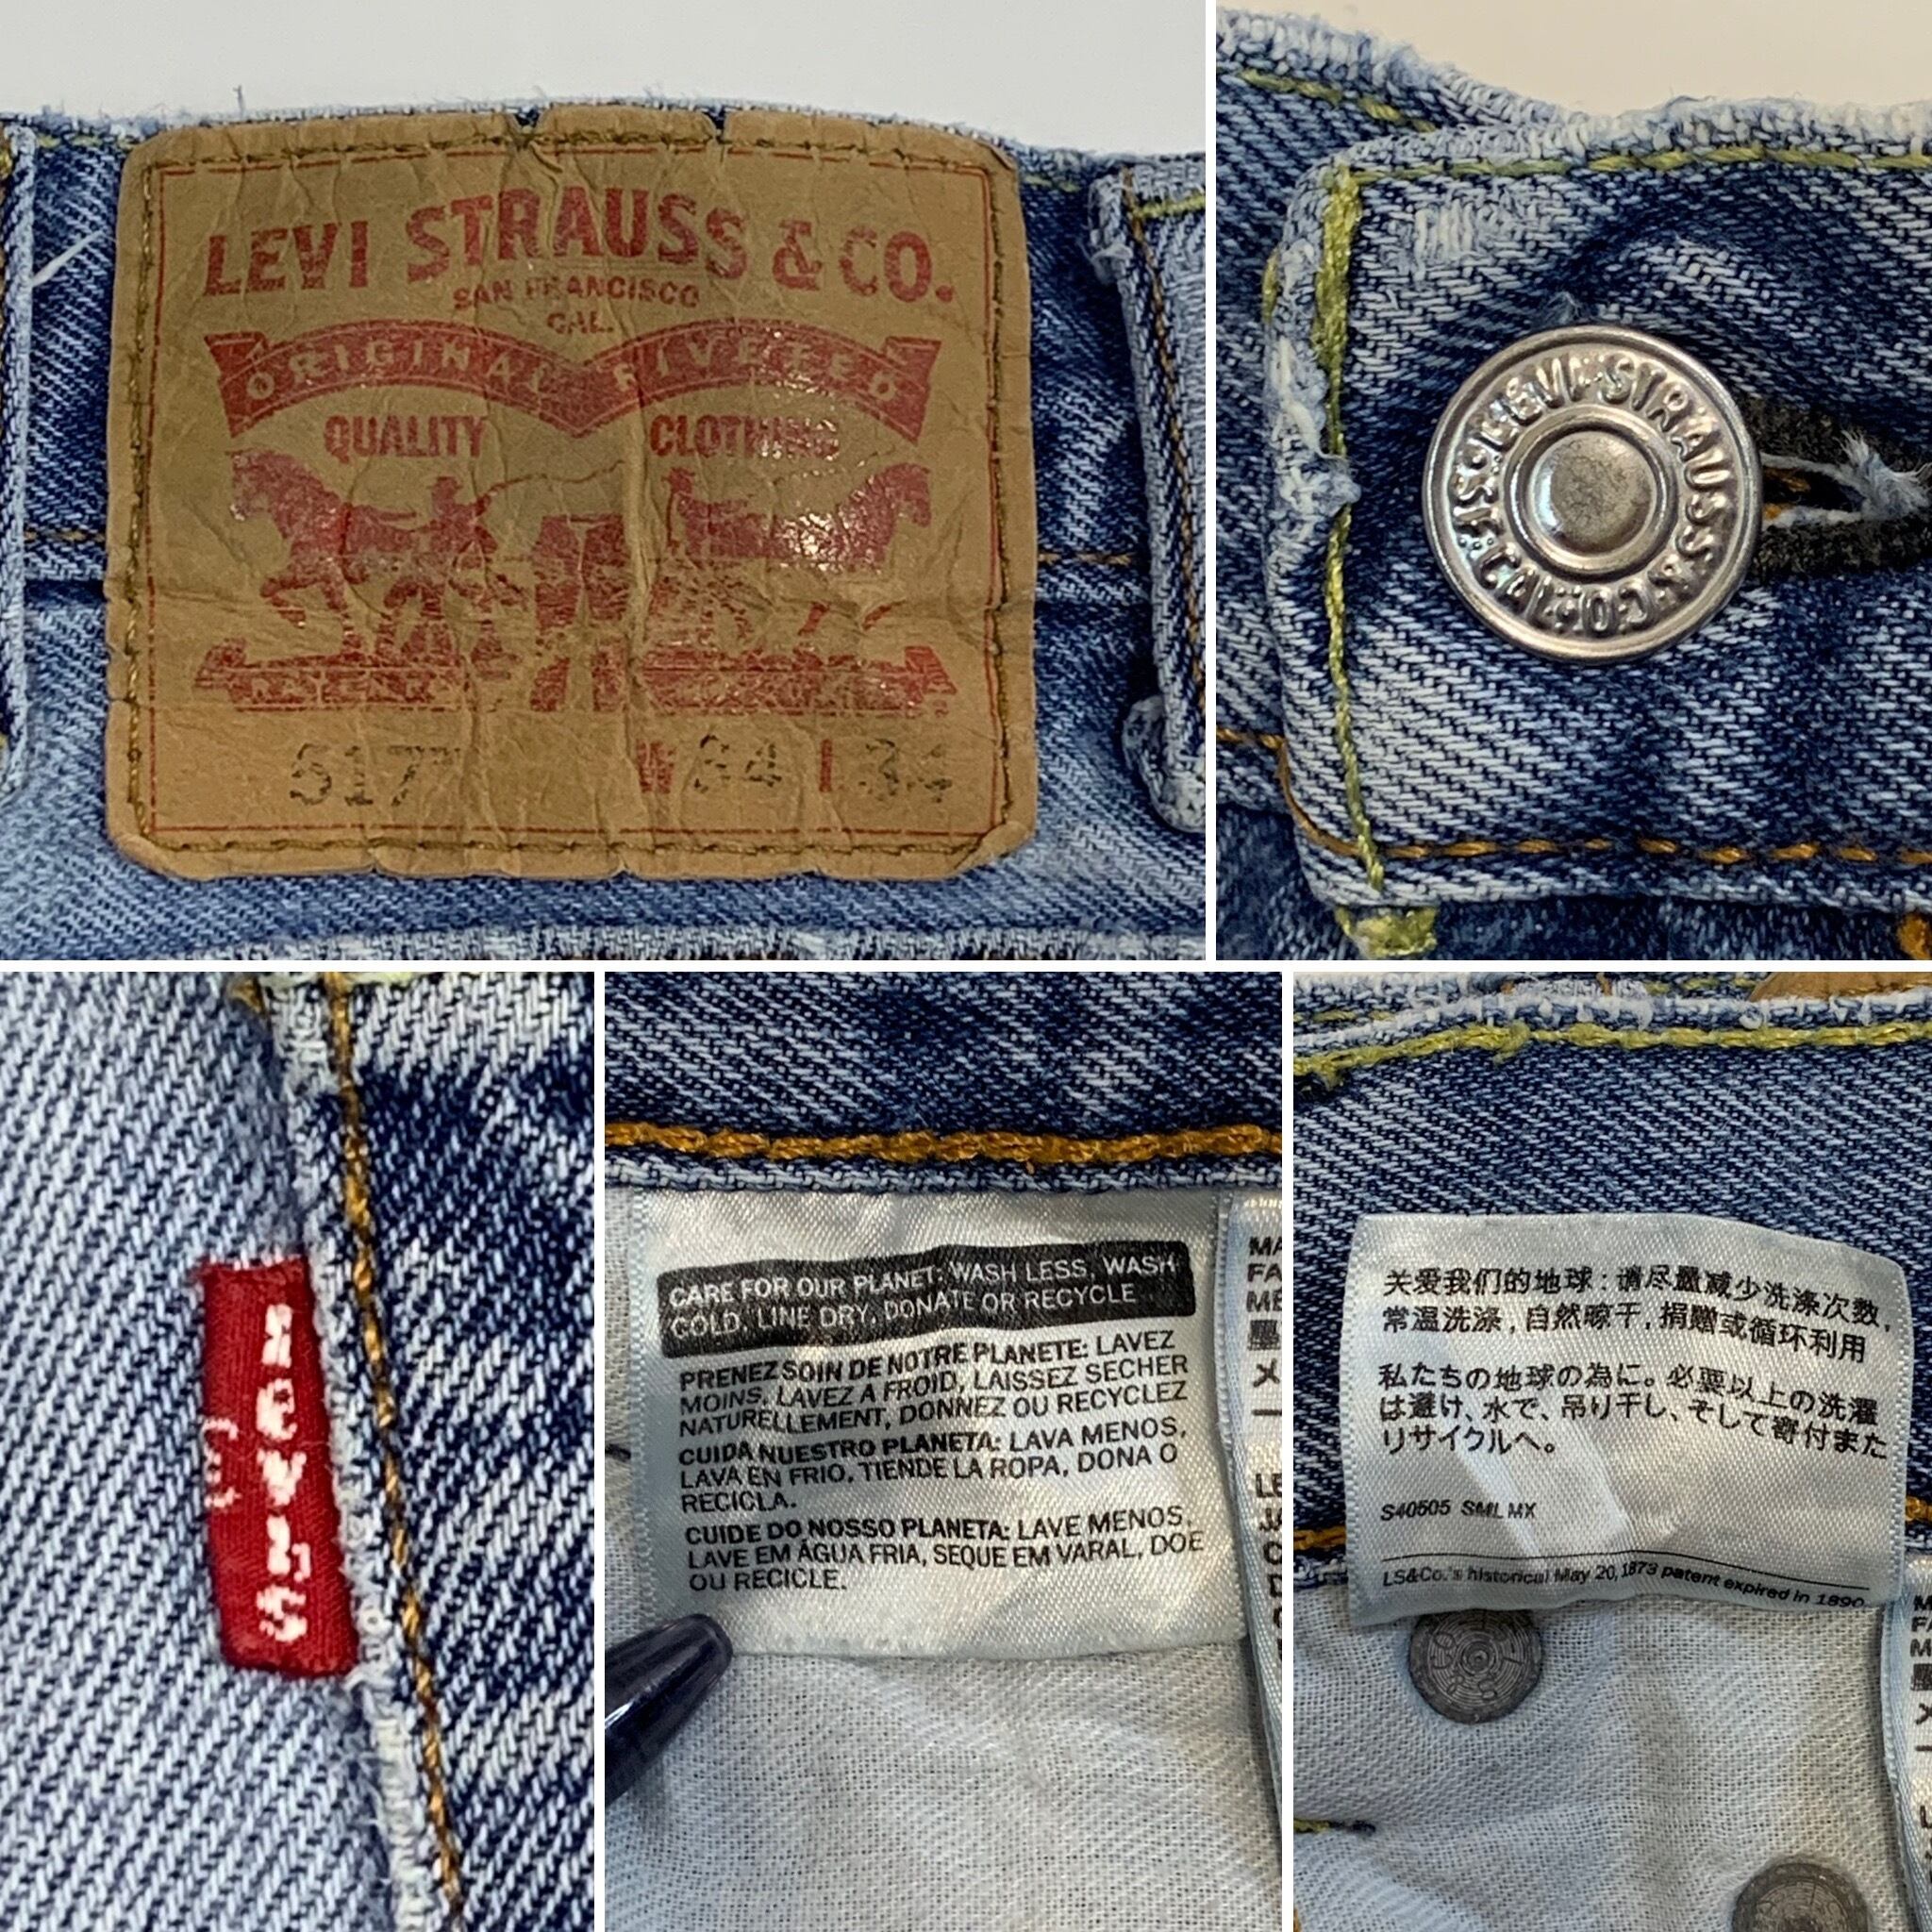 LEVI STRAUSS & CO.
SAN FRANCISCO
CAL.
ORIGINAL RIVETED
QUALITY CLOTHING
517 W 34 L 34
LEVI STRAUSS & CO.
S.F. CAL.
LEVI'S
CARE FOR OUR PLANET: WASH LESS, WASH
COLD, LINE DRY, DONATE OR RECYCLE
PRENEZ SOIN DE NOTRE PLANETE: LAVEZ
MOINS, LAVEZ A FROID, LAISSEZ SECHER
NATURELLEMENT, DONNEZ OU RECYCLEZ
CUIDA NUESTRO PLANETA: LAVA MENOS,
LAVA EN FRIO, TIENDE LA ROPA, DONA O
RECICLA.
CUIDE DO NOSSO PLANETA: LAVE MENOS,
LAVE EM ÁGUA FRIA, SEQUE EM VARAL, DOE
OU RECICLE.
关爱我们的地球：请尽量减少洗涤次数，
常温洗涤，自然晾干，捐赠或循环利用
私たちの地球の為に。必要以上の洗濯
は避け、水で、吊り干し、そして寄付また
リサイクルへ。
S40505 SML MX
LS&Co.'s historical May 20, 1873 patent expired in 1890.